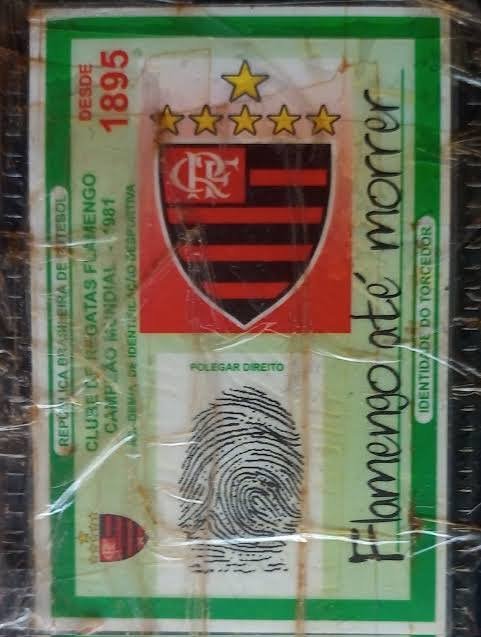 REPÚBLICA BRASILEIRA DE FUTEBOL
CLUBE DE REGATAS FLAMENGO
CAMPEÃO MUNDIAL - 1981
DE IDENTIFICAÇÃO DESPORTIVA
DESDE
1895
CRF
POLEGAR DIREITO
Flamengo até morrer
IDENTIDADE DO TORCEDOR